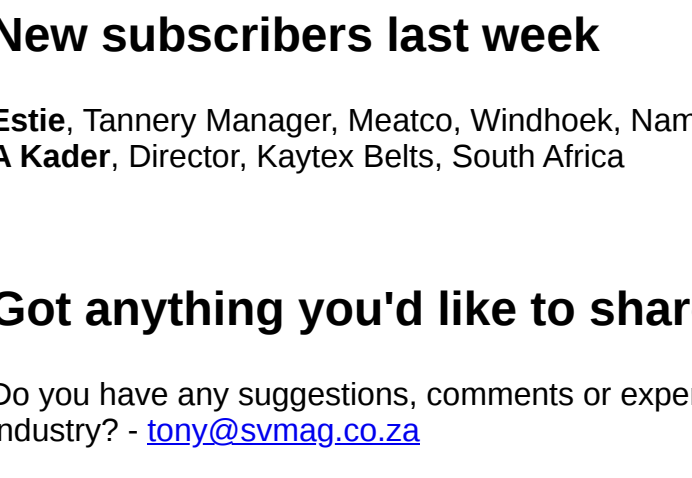 New subscribers last week
Estie, Tannery Manager, Meatco, Windhoek, Nam
A Kader, Director, Kaytex Belts, South Africa
Got anything you'd like to shar
Do you have any suggestions, comments or exper
industry? - tony@svmag.co.za